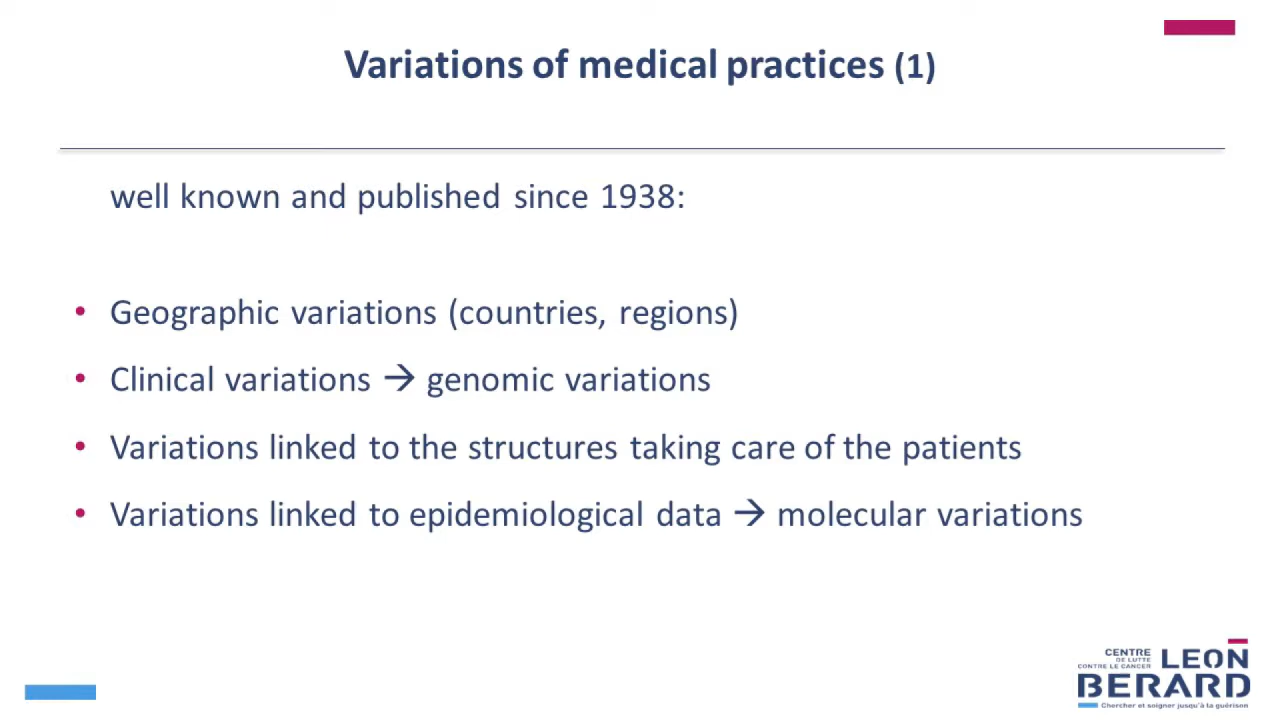 Variations of medical practices (1)
well known and published since 1938:
• Geographic variations (countries, regions)
• Clinical variations → genomic variations
• Variations linked to the structures taking care of the patients
• Variations linked to epidemiological data → molecular variations
CENTRE
DE LUTTE
CONTRE LE CANCER
LEON
BERARD
Chercher et soigner jusqu'à la guérison